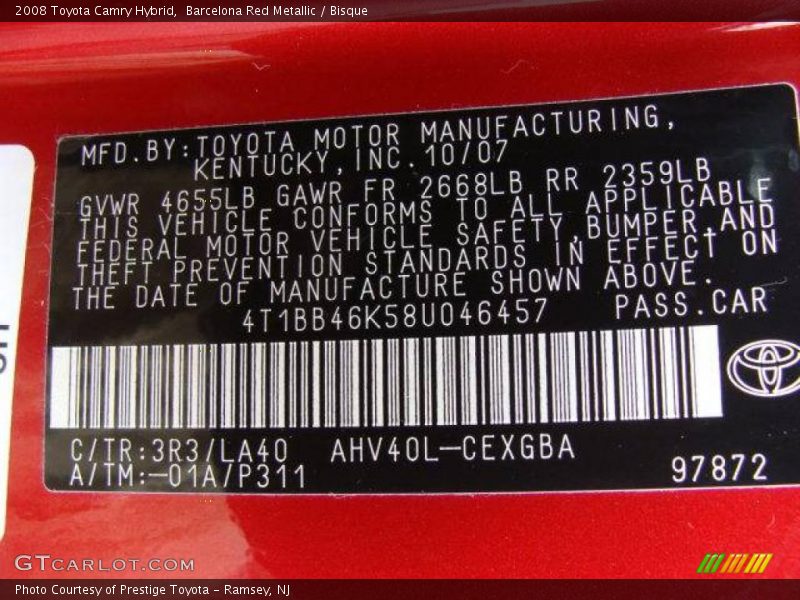 2008 Toyota Camry Hybrid, Barcelona Red Metallic / Bisque
MFD.BY:TOYOTA MOTOR MANUFACTURING,
KENTUCKY,INC.10/07
GVWR 4655LB GAWR FR 2668LB RR 2359LB
THIS VEHICLE CONFORMS TO ALL APPLICABLE
FEDERAL MOTOR VEHICLE SAFETY,BUMPER,AND
THEFT PREVENTION STANDARDS IN EFFECT ON
THE DATE OF MANUFACTURE SHOWN ABOVE.
4T1BB46K58U046457 PASS.CAR
C/TR:3R3/LA40 AHV40L-CEXGBA
A/TM:-01A/P311 97872
GTCARLOT.COM
Photo Courtesy of Prestige Toyota - Ramsey, NJ